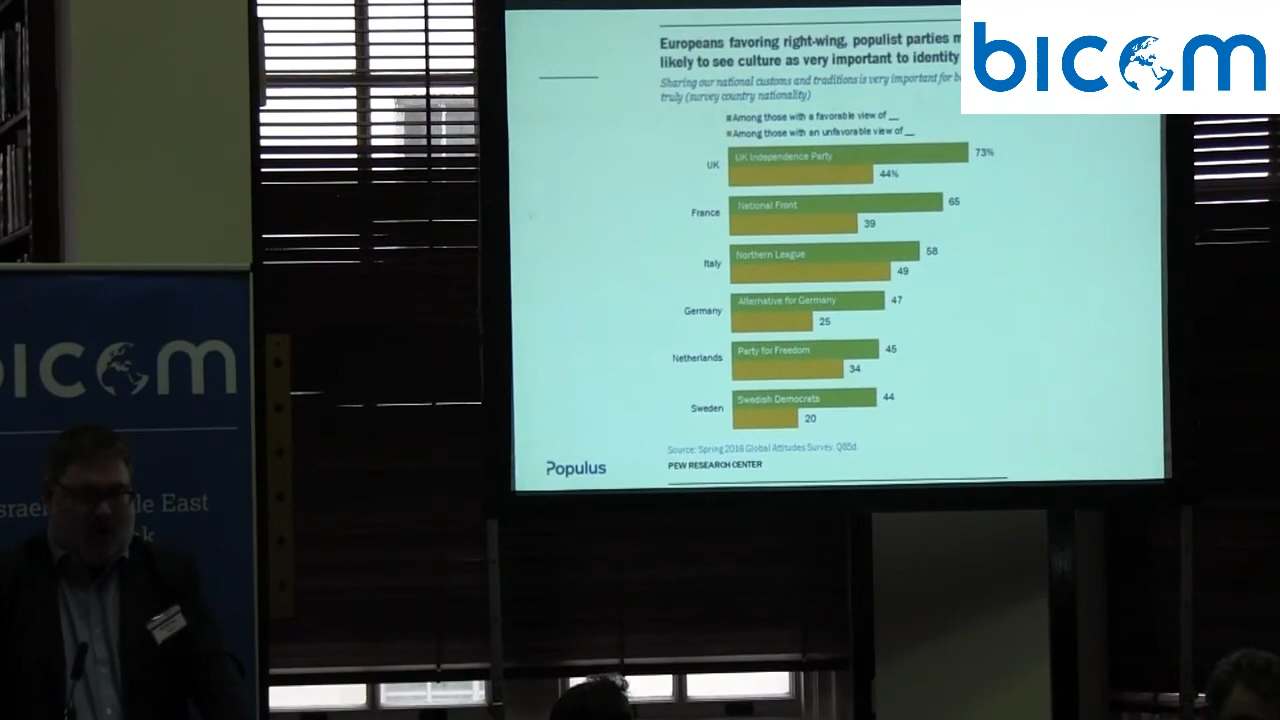 bicom
Europeans favoring right-wing, populist parties
likely to see culture as very important to identity
Sharing our national customs and traditions is very important for
truly (survey country nationality)
Among those with a favorable view of __
Among those with an unfavorable view of __
UK
UK Independence Party
73%
44%
France
National Front
65
39
Italy
Northern League
58
49
Germany
Alternative for Germany
47
25
Netherlands
Party for Freedom
45
34
Sweden
Swedish Democrats
44
20
Source: Spring 2016 Global Attitudes Survey. Q85d.
PEW RESEARCH CENTER
Populus
bicom
East